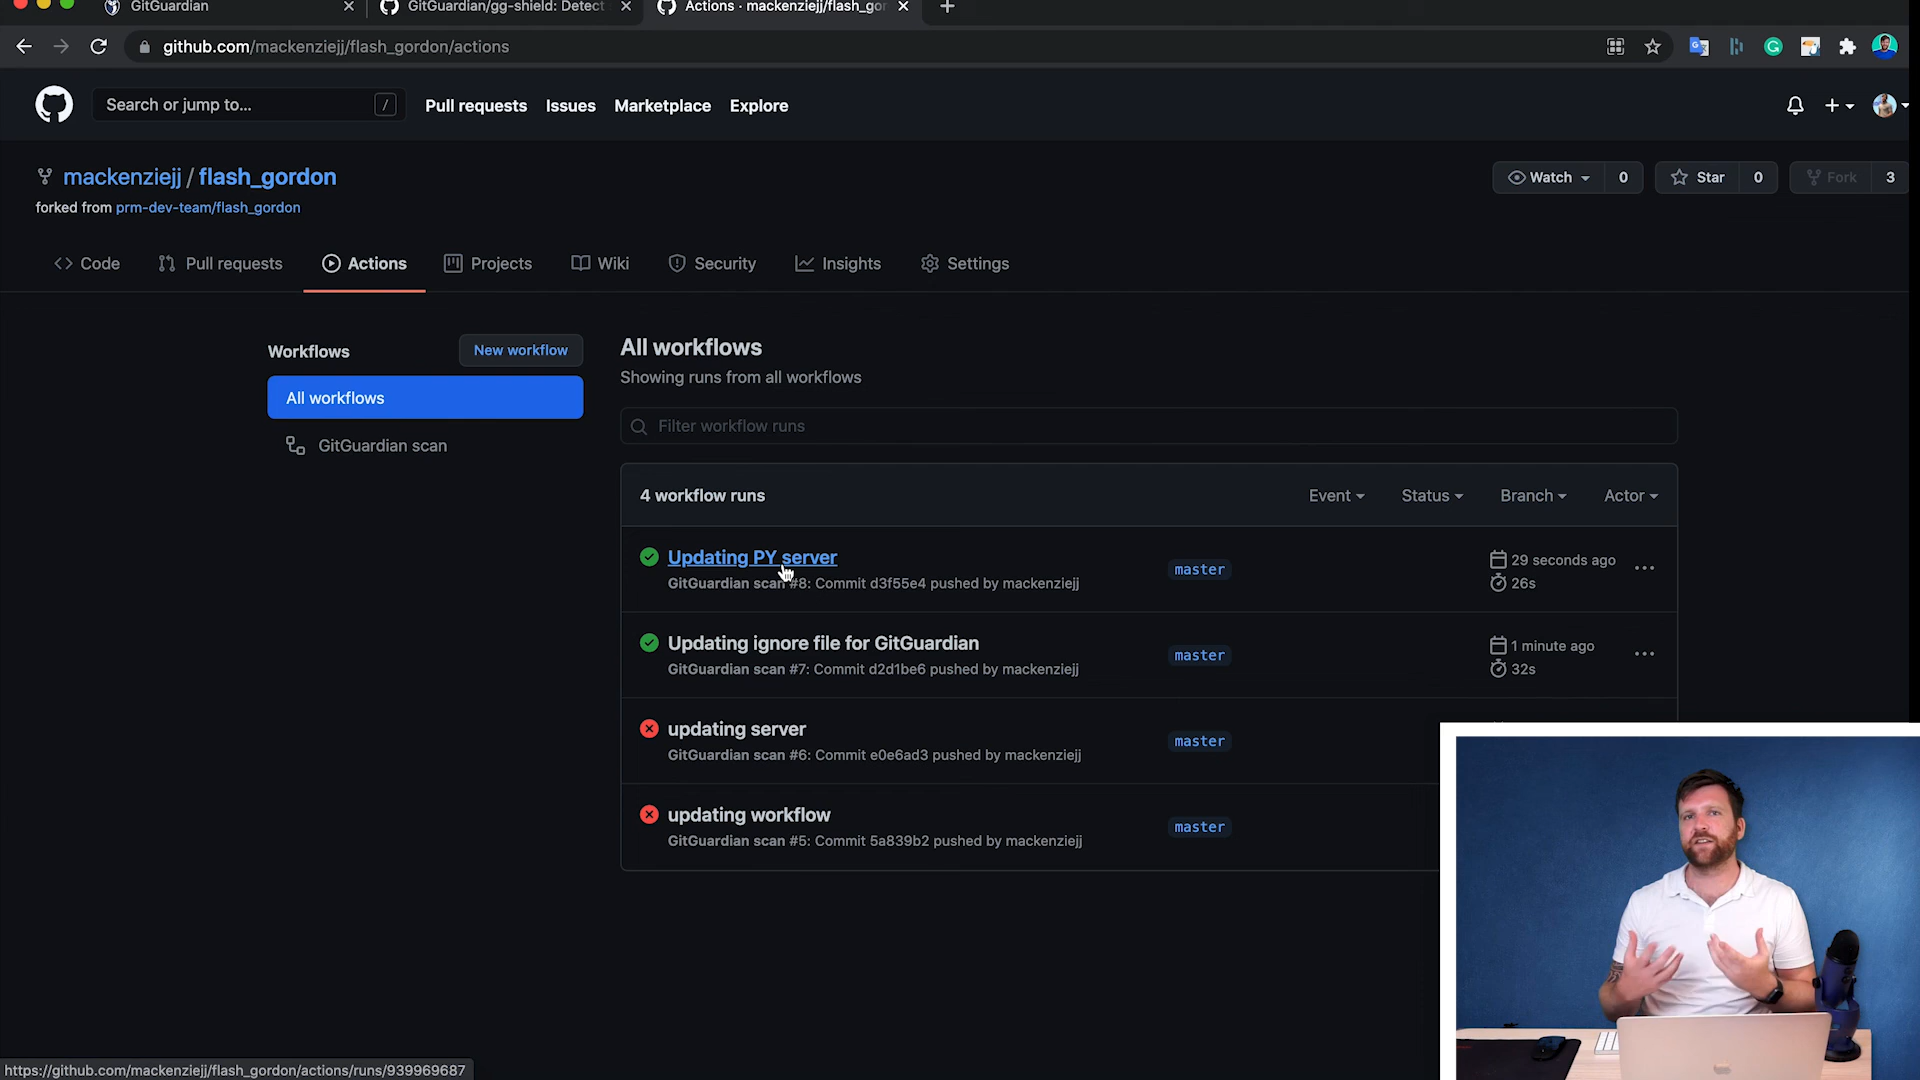 GitGuardian
GitGuardian/gg-shield: Detect
Actions · mackenziejj/flash_gor
github.com/mackenziejj/flash_gordon/actions
Search or jump to...
/
Pull requests
Issues
Marketplace
Explore
mackenziejj / flash_gordon
forked from prm-dev-team/flash_gordon
Watch
0
Star
0
Fork
3
Code
Pull requests
Actions
Projects
Wiki
Security
Insights
Settings
Workflows
New workflow
All workflows
GitGuardian scan
All workflows
Showing runs from all workflows
Filter workflow runs
4 workflow runs
Event
Status
Branch
Actor
Updating PY server
GitGuardian scan #8: Commit d3f55e4 pushed by mackenziejj
master
29 seconds ago
26s
Updating ignore file for GitGuardian
GitGuardian scan #7: Commit d2d1be6 pushed by mackenziejj
master
1 minute ago
32s
updating server
GitGuardian scan #6: Commit e0e6ad3 pushed by mackenziejj
master
updating workflow
GitGuardian scan #5: Commit 5a839b2 pushed by mackenziejj
master
https://github.com/mackenziejj/flash_gordon/actions/runs/939969687